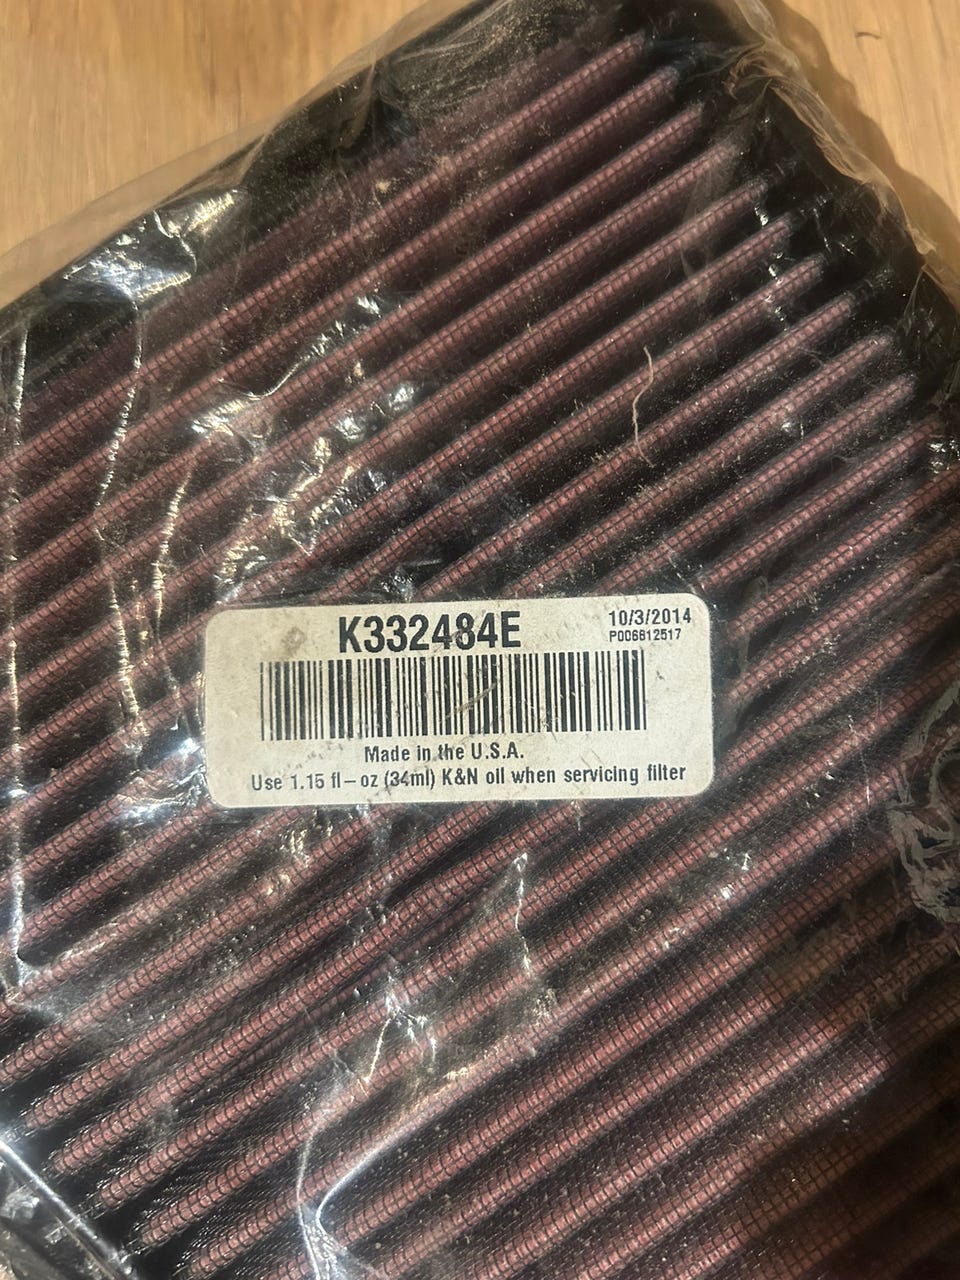 K332484E
10/3/2014
P006612517
Made in the U.S.A.
Use 1.15 fl-oz (34ml) K&N oil when servicing filter